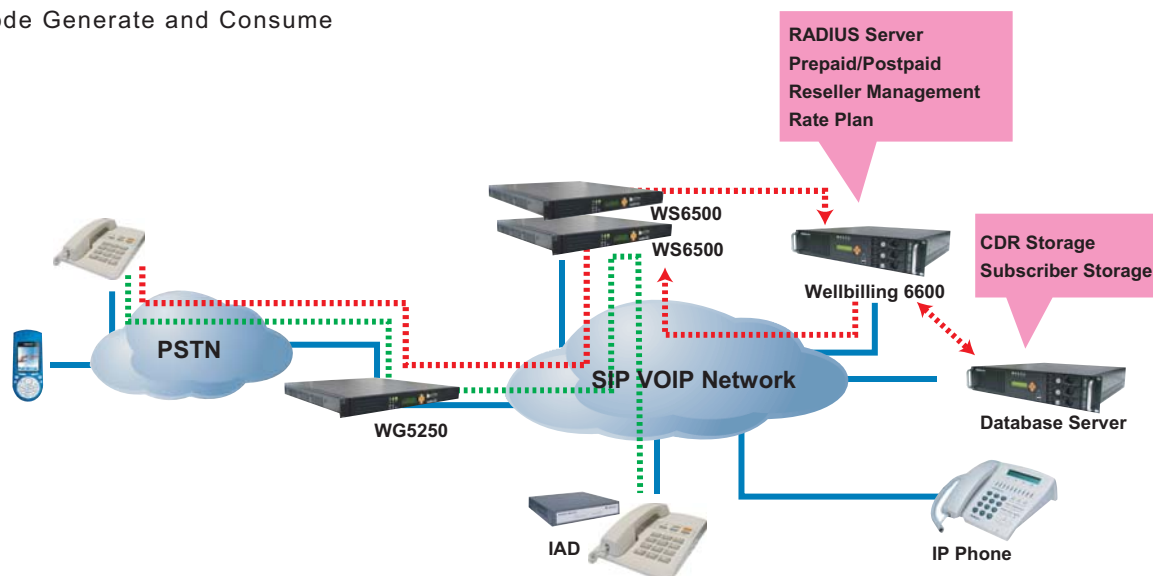 ode Generate and Consume
RADIUS Server
Prepaid/Postpaid
Reseller Management
Rate Plan
WS6500
WS6500
CDR Storage
Subscriber Storage
Wellbilling 6600
PSTN
SIP VOIP Network
WG5250
Database Server
IAD
IP Phone